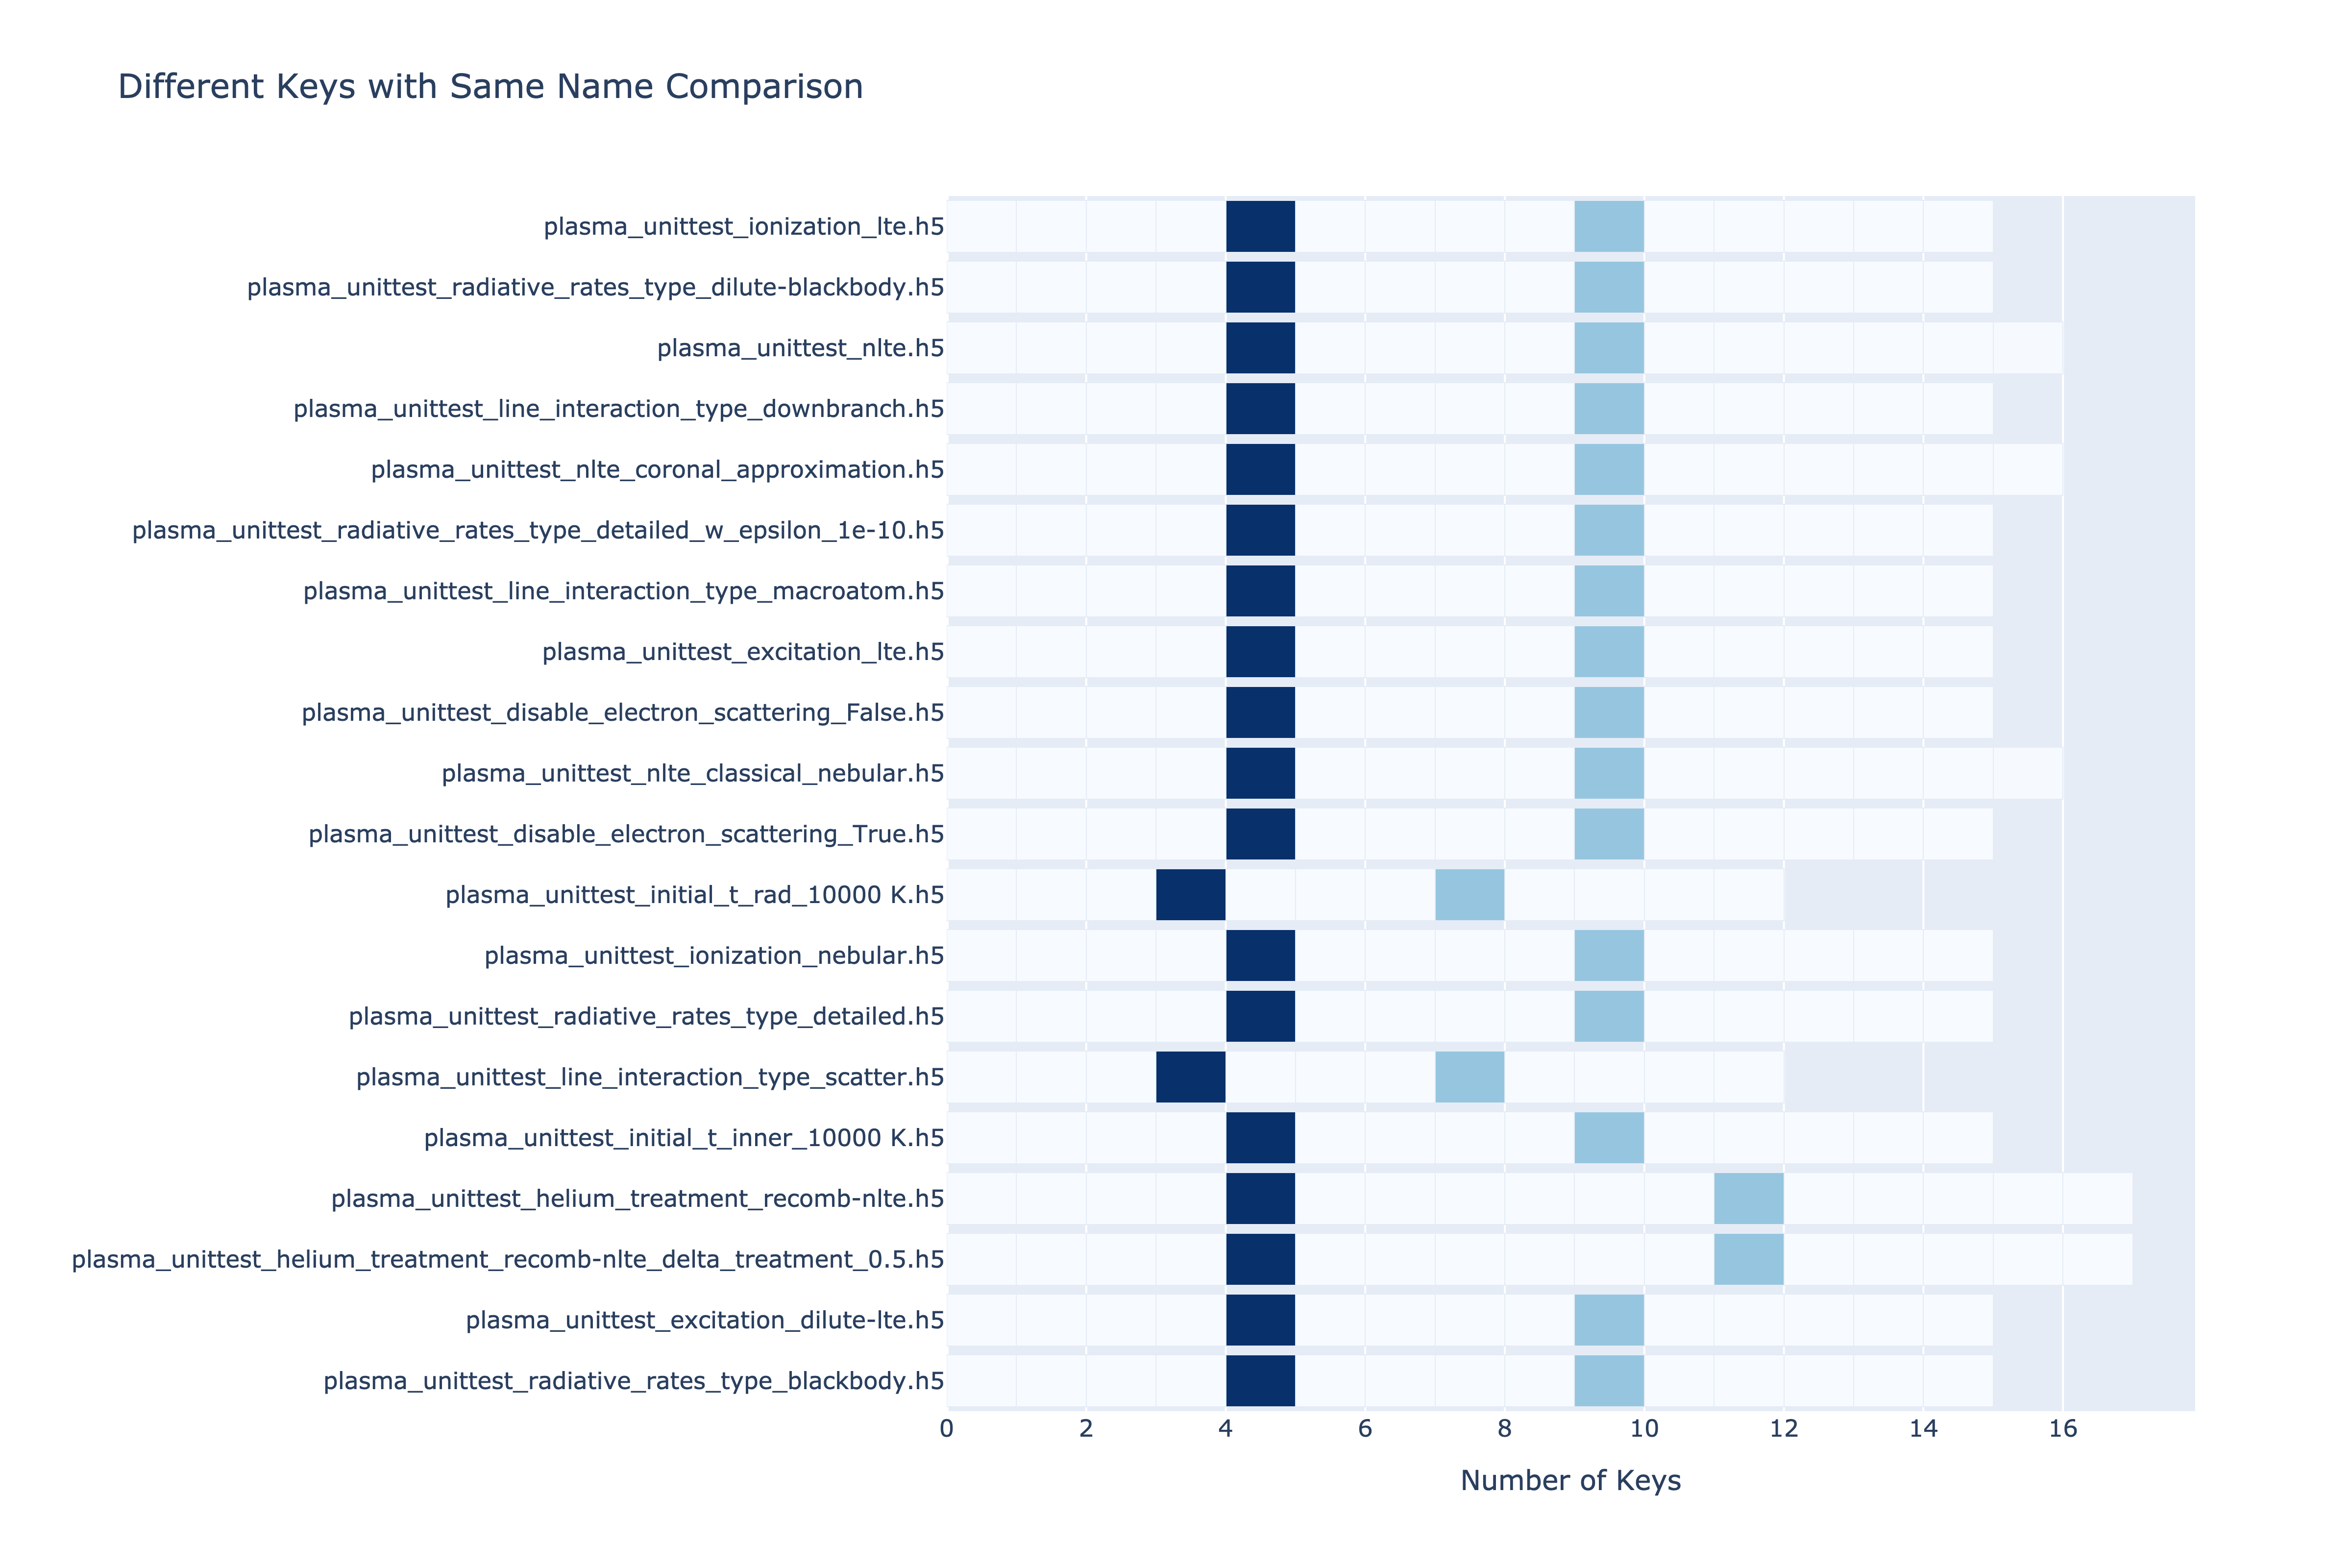 Different Keys with Same Name Comparison
plasma_unittest_ionization_lte.h5
plasma_unittest_radiative_rates_type_dilute-blackbody.h5
plasma_unittest_nlte.h5
plasma_unittest_line_interaction_type_downbranch.h5
plasma_unittest_nlte_coronal_approximation.h5
plasma_unittest_radiative_rates_type_detailed_w_epsilon_1e-10.h5
plasma_unittest_line_interaction_type_macroatom.h5
plasma_unittest_excitation_lte.h5
plasma_unittest_disable_electron_scattering_False.h5
plasma_unittest_nlte_classical_nebular.h5
plasma_unittest_disable_electron_scattering_True.h5
plasma_unittest_initial_t_rad_10000 K.h5
plasma_unittest_ionization_nebular.h5
plasma_unittest_radiative_rates_type_detailed.h5
plasma_unittest_line_interaction_type_scatter.h5
plasma_unittest_initial_t_inner_10000 K.h5
plasma_unittest_helium_treatment_recomb-nlte.h5
plasma_unittest_helium_treatment_recomb-nlte_delta_treatment_0.5.h5
plasma_unittest_excitation_dilute-lte.h5
plasma_unittest_radiative_rates_type_blackbody.h5
0 2 4 6 8 10 12 14 16
Number of Keys